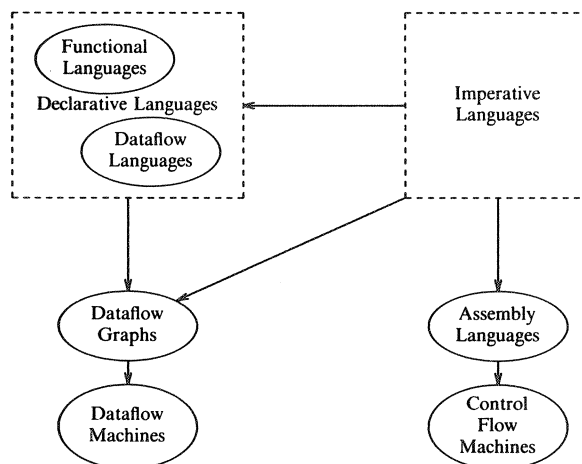 Functional
Languages
Declarative Languages
Dataflow
Languages
Imperative
Languages
Dataflow
Graphs
Assembly
Languages
Dataflow
Machines
Control
Flow
Machines